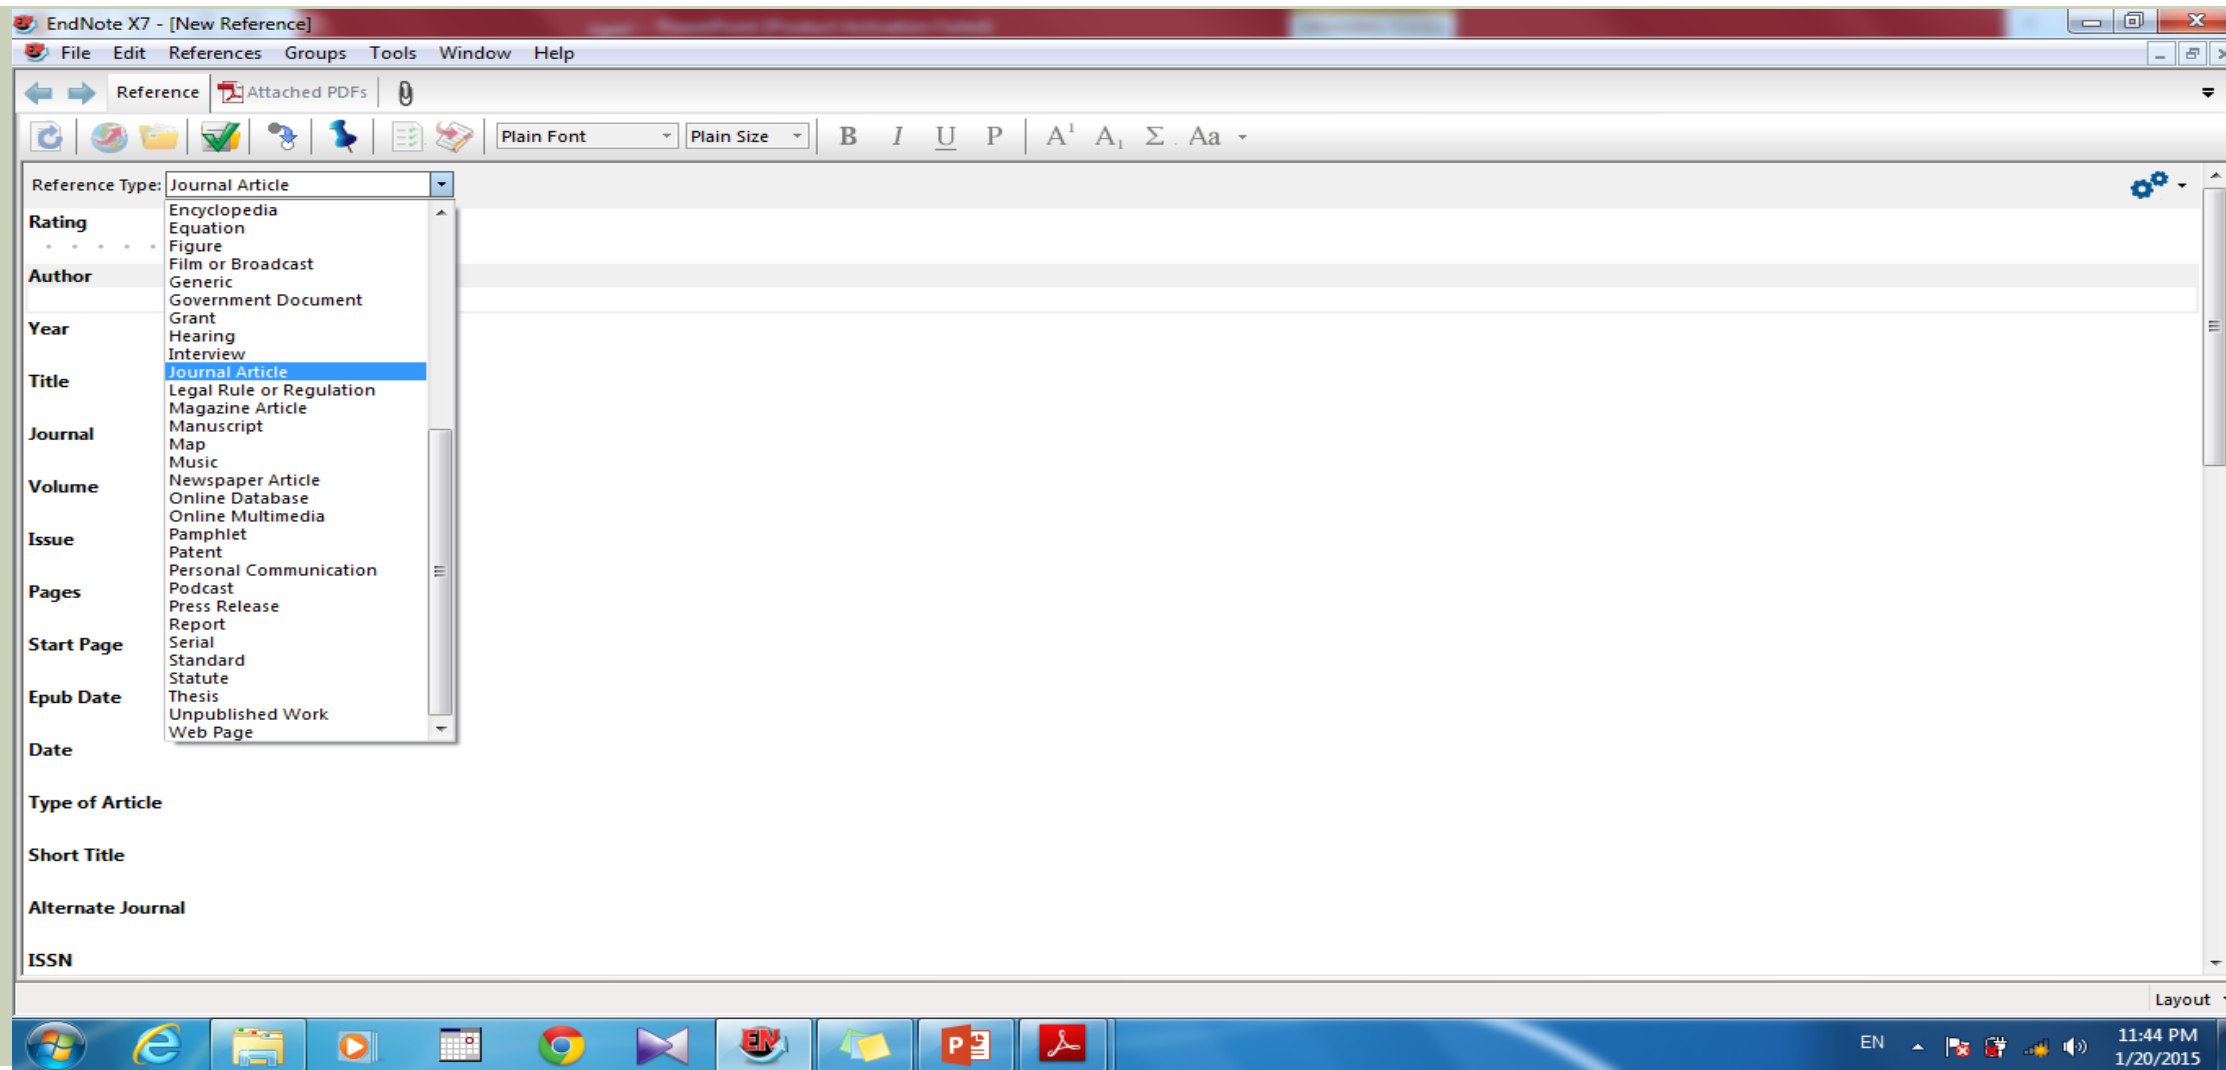 EndNote X7 - [New Reference]
File Edit References Groups Tools Window Help
Reference Attached PDFs
Plain Font Plain Size B I U P A¹ A₁ Σ Aa
Reference Type: Journal Article
Encyclopedia
Rating
Equation
Figure
Film or Broadcast
Author
Generic
Government Document
Grant
Year
Hearing
Interview
Journal Article
Title
Legal Rule or Regulation
Magazine Article
Manuscript
Journal
Map
Music
Newspaper Article
Volume
Online Database
Online Multimedia
Pamphlet
Issue
Patent
Personal Communication
Podcast
Pages
Press Release
Report
Serial
Start Page
Standard
Statute
Thesis
Epub Date
Unpublished Work
Web Page
Date
Type of Article
Short Title
Alternate Journal
ISSN
Layout
EN
11:44 PM
1/20/2015